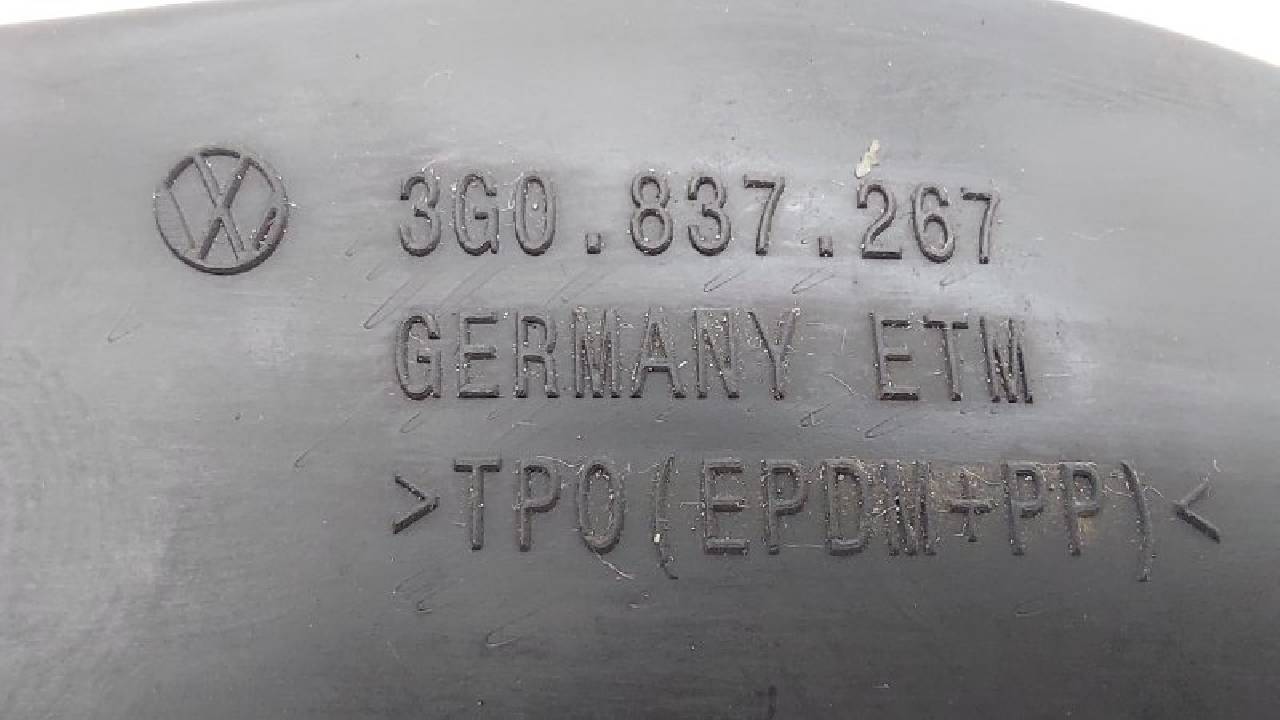 3G0.837.267
GERMANY ETM
>TPO(EPDM+PP)<